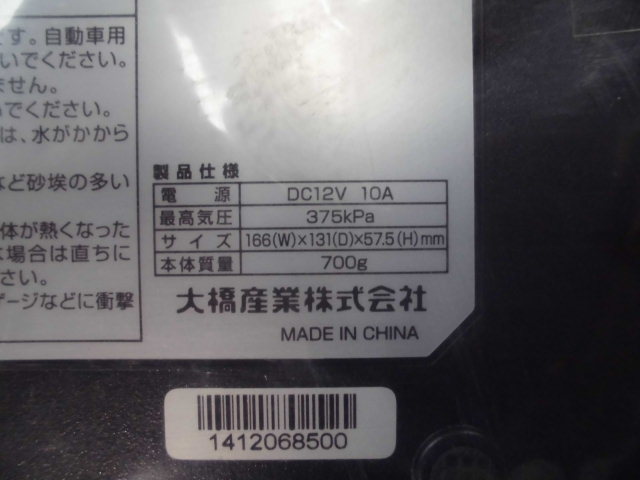 です。自動車用
いでください。
ません。
いでください。
は、水がかから
など砂埃の多い
体が熱くなった
な場合は直ちに
さい。
ゲージなどに衝撃
製品仕様
電源 DC12V 10A
最高気圧 375kPa
サイズ 166(W)×131(D)×57.5(H)mm
本体質量 700g
大橋産業株式会社
MADE IN CHINA
1412068500